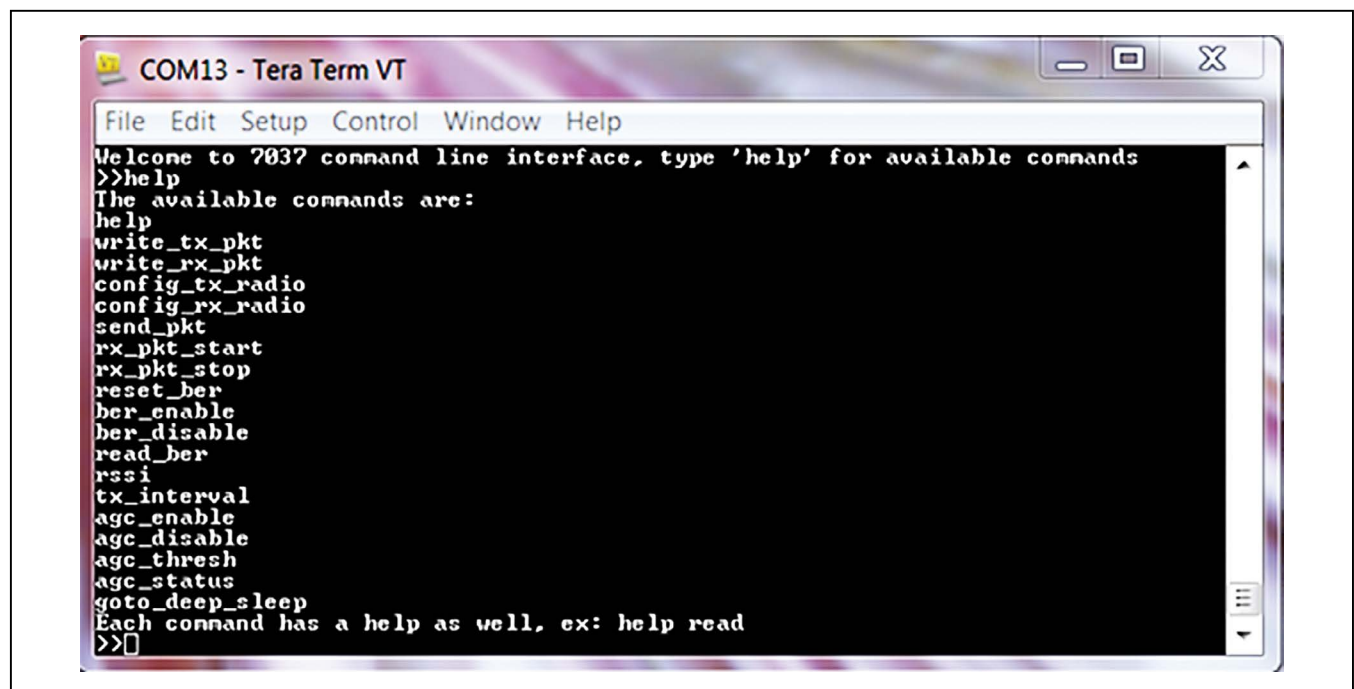 COM13 - Tera Term VT
File Edit Setup Control Window Help
Welcome to 7037 command line interface, type 'help' for available commands
>>help
The available commands are:
help
write_tx_pkt
write_rx_pkt
config_tx_radio
config_rx_radio
send_pkt
rx_pkt_start
rx_pkt_stop
reset_ber
ber_enable
ber_disable
read_ber
rssi
tx_interval
agc_enable
agc_disable
agc_thresh
agc_status
goto_deep_sleep
Each command has a help as well, ex: help read
>>